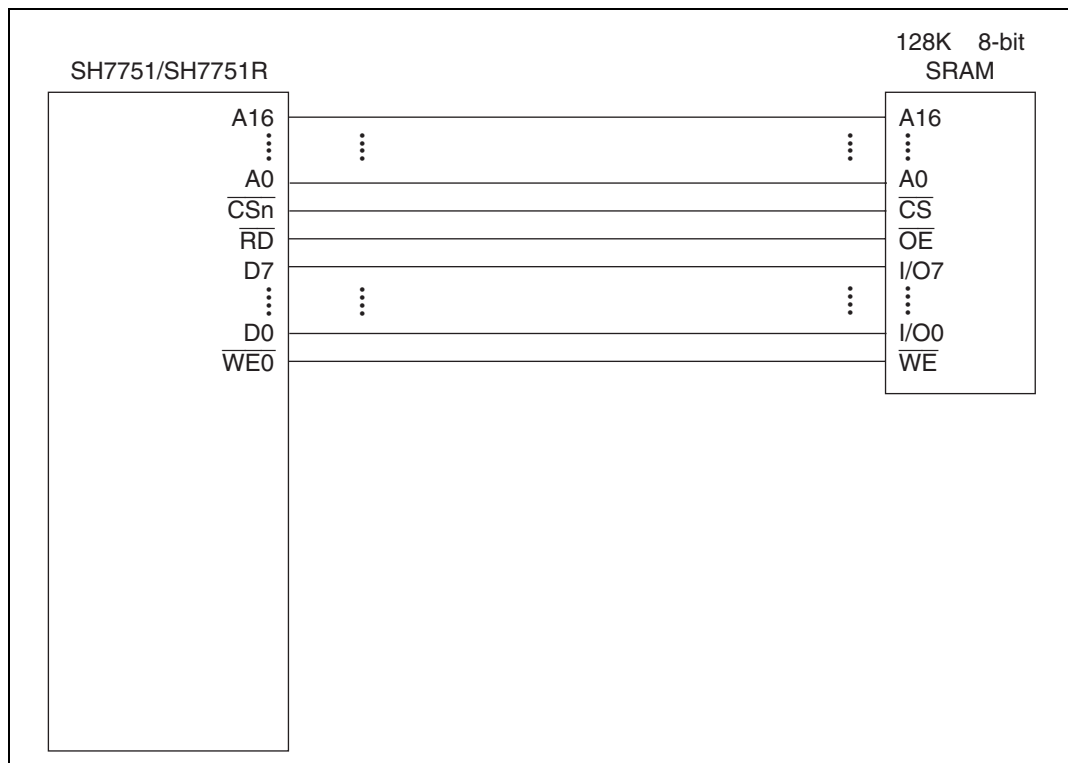 128K 8-bit
SH7751/SH7751R
SRAM
A16
A16
A0
A0
CSn
CS
RD
OE
D7
I/O7
D0
I/O0
WE0
WE